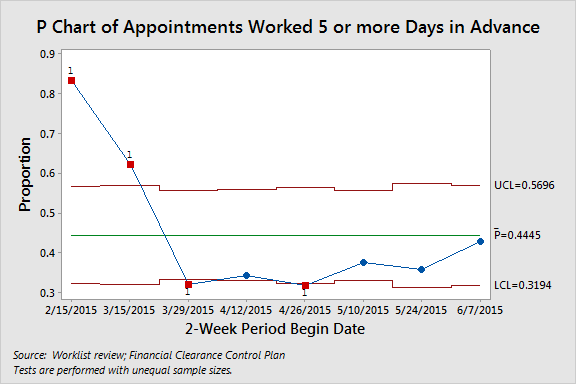 P Chart of Appointments Worked 5 or more Days in Advance
0.9
0.8
0.7
0.6
0.5
0.4
0.3
Proportion
1
1
1
1
UCL=0.5696
P̄=0.4445
LCL=0.3194
2/15/2015 3/15/2015 3/29/2015 4/12/2015 4/26/2015 5/10/2015 5/24/2015 6/7/2015
2-Week Period Begin Date
Source: Worklist review; Financial Clearance Control Plan
Tests are performed with unequal sample sizes.